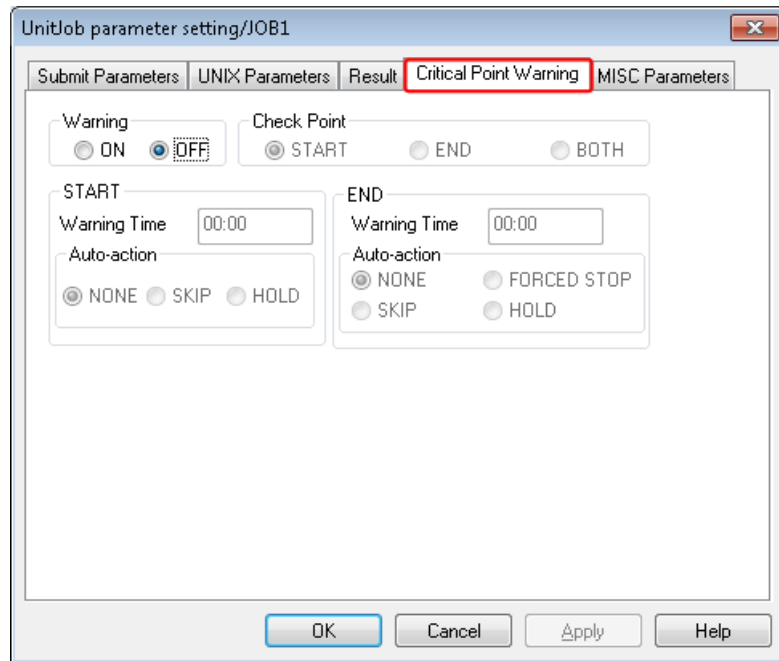 UnitJob parameter setting/JOB1
Submit Parameters UNIX Parameters Result Critical Point Warning MISC Parameters
Warning Check Point
ON OFF START END BOTH
START END
Warning Time 00:00 Warning Time 00:00
Auto-action Auto-action
NONE SKIP HOLD NONE FORCED STOP
SKIP HOLD
OK Cancel Apply Help